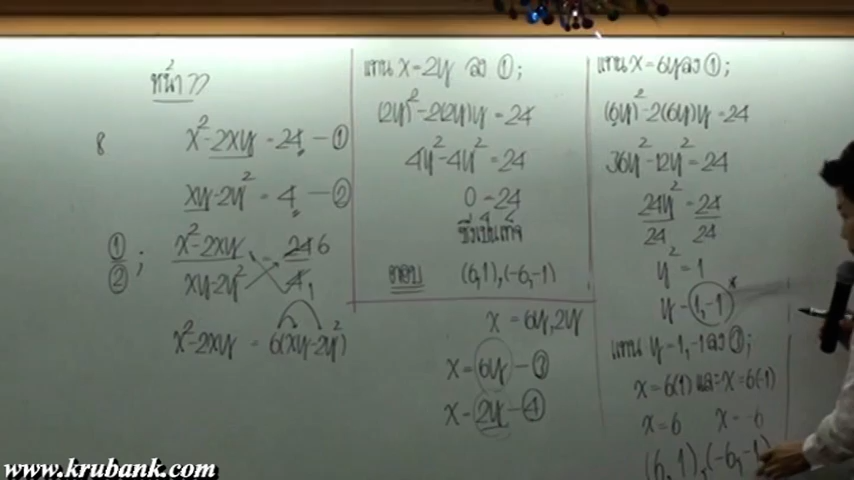 หน้า 77
8
x² - 2xy = 24 - ①
xy - 2y² = 4 - ②
①/② ; (x² - 2xy)/(xy - 2y²) = 24/4 6 1
x² - 2xy = 6(xy - 2y²)
แทน x = 2y ลง ① ;
(2y)² - 2(2y)y = 24
4y² - 4y² = 24
0 = 24
ซึ่งเป็นเท็จ
ตอบ (6,1),(-6,-1)
x = 6y, 2y
x = 6y - ③
x = 2y - ④
แทน x = 6y ลง ① ;
(6y)² - 2(6y)y = 24
36y² - 12y² = 24
24y²/24 = 24/24
y² = 1
y = 1, -1 *
แทน y = 1, -1 ลง ③ ;
x = 6(1) และ x = 6(-1)
x = 6 x = -6
(6, 1), (-6, -1)
www.krubank.com